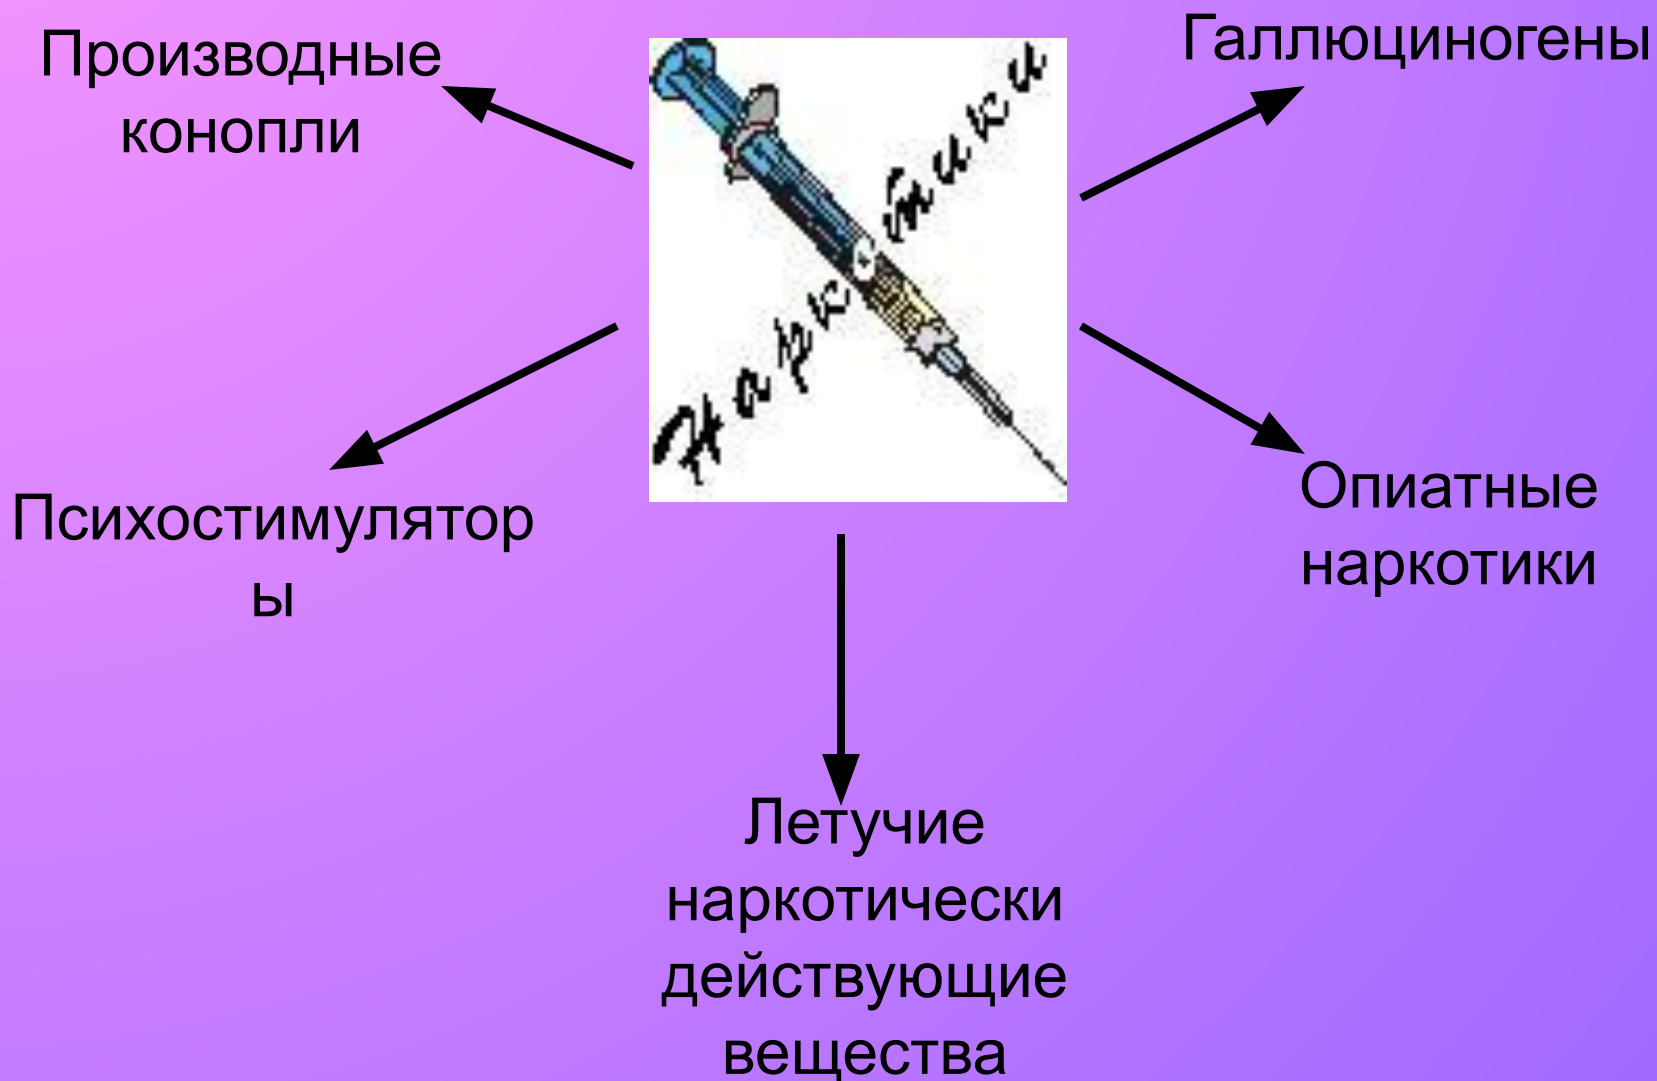 Производные
конопли
Галлюциногены
Наркотики
Психостимулятор
ы
Опиатные
наркотики
Летучие
наркотически
действующие
вещества